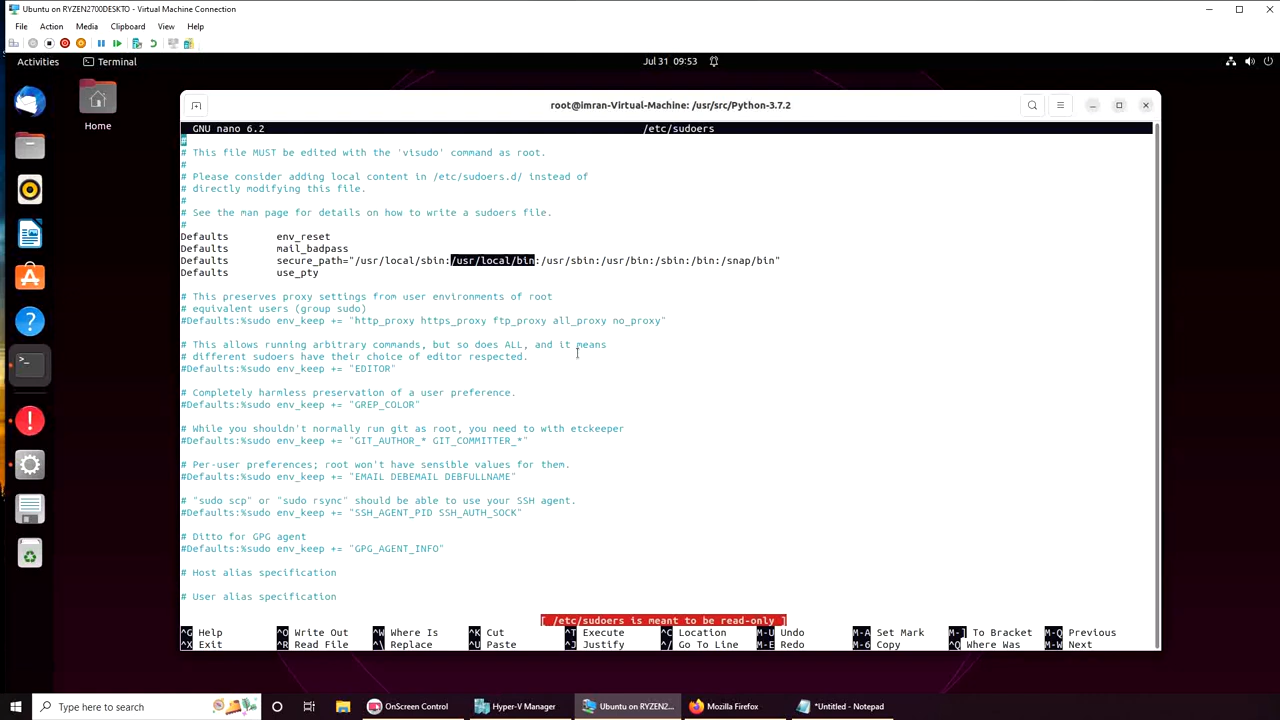 Ubuntu on RYZEN2700DESKTO - Virtual Machine Connection
File Action Media Clipboard View Help
Activities Terminal Jul 31 09:53
Home
root@imran-Virtual-Machine: /usr/src/Python-3.7.2
GNU nano 6.2 /etc/sudoers
#
# This file MUST be edited with the 'visudo' command as root.
#
# Please consider adding local content in /etc/sudoers.d/ instead of
# directly modifying this file.
#
# See the man page for details on how to write a sudoers file.
#
Defaults env_reset
Defaults mail_badpass
Defaults secure_path="/usr/local/sbin:/usr/local/bin:/usr/sbin:/usr/bin:/sbin:/bin:/snap/bin"
Defaults use_pty
# This preserves proxy settings from user environments of root
# equivalent users (group sudo)
#Defaults:%sudo env_keep += "http_proxy https_proxy ftp_proxy all_proxy no_proxy"
# This allows running arbitrary commands, but so does ALL, and it means
# different sudoers have their choice of editor respected.
#Defaults:%sudo env_keep += "EDITOR"
# Completely harmless preservation of a user preference.
#Defaults:%sudo env_keep += "GREP_COLOR"
# While you shouldn't normally run git as root, you need to with etckeeper
#Defaults:%sudo env_keep += "GIT_AUTHOR_* GIT_COMMITTER_*"
# Per-user preferences; root won't have sensible values for them.
#Defaults:%sudo env_keep += "EMAIL DEBEMAIL DEBFULLNAME"
# "sudo scp" or "sudo rsync" should be able to use your SSH agent.
#Defaults:%sudo env_keep += "SSH_AGENT_PID SSH_AUTH_SOCK"
# Ditto for GPG agent
#Defaults:%sudo env_keep += "GPG_AGENT_INFO"
# Host alias specification
# User alias specification
[ /etc/sudoers is meant to be read-only ]
^G Help ^O Write Out ^W Where Is ^K Cut ^T Execute ^C Location M-U Undo M-A Set Mark M-] To Bracket M-Q Previous
^X Exit ^R Read File ^\ Replace ^U Paste ^J Justify ^/ Go To Line M-E Redo M-6 Copy ^Q Where Was M-W Next
Type here to search OnScreen Control Hyper-V Manager Ubuntu on RYZEN2... Mozilla Firefox *Untitled - Notepad